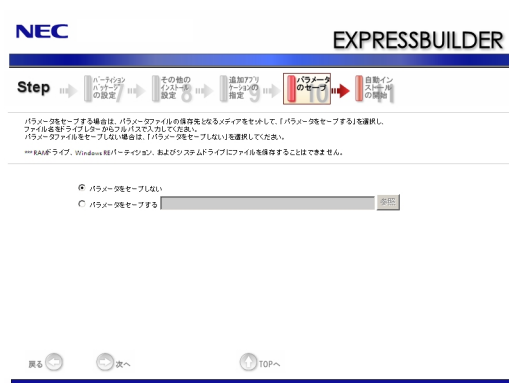 NEC
EXPRESSBUILDER
Step
パーティション/パッケージの設定 7
その他のインストール設定 8
追加アプリケーションの指定 9
パラメータのセーブ 10
自動インストールの開始 11
パラメータをセーブする場合は、パラメータファイルの保存先となるメディアをセットして、「パラメータをセーブする」を選択し、
ファイル名をドライブレターからフルパスで入力してください。
パラメータファイルをセーブしない場合は、「パラメータをセーブしない」を選択してください。
*** RAMドライブ、Windows REパーティション、およびシステムドライブにファイルを保存することはできません。
パラメータをセーブしない
パラメータをセーブする
参照
戻る
次へ
TOPへ